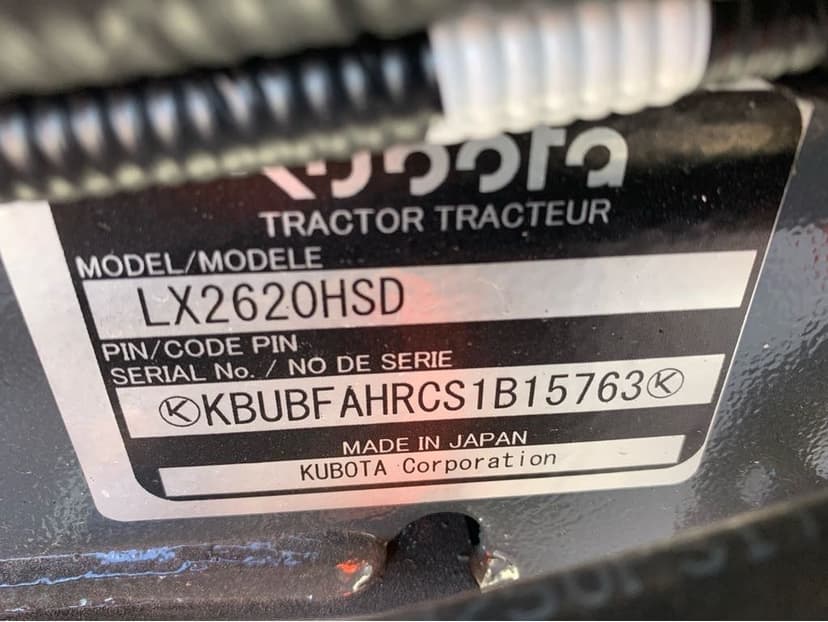 Kubota
TRACTOR TRACTEUR
MODEL/MODELE
LX2620HSD
PIN/CODE PIN
SERIAL No. / NO DE SERIE
KBUBFAHRCS1B15763
MADE IN JAPAN
KUBOTA Corporation